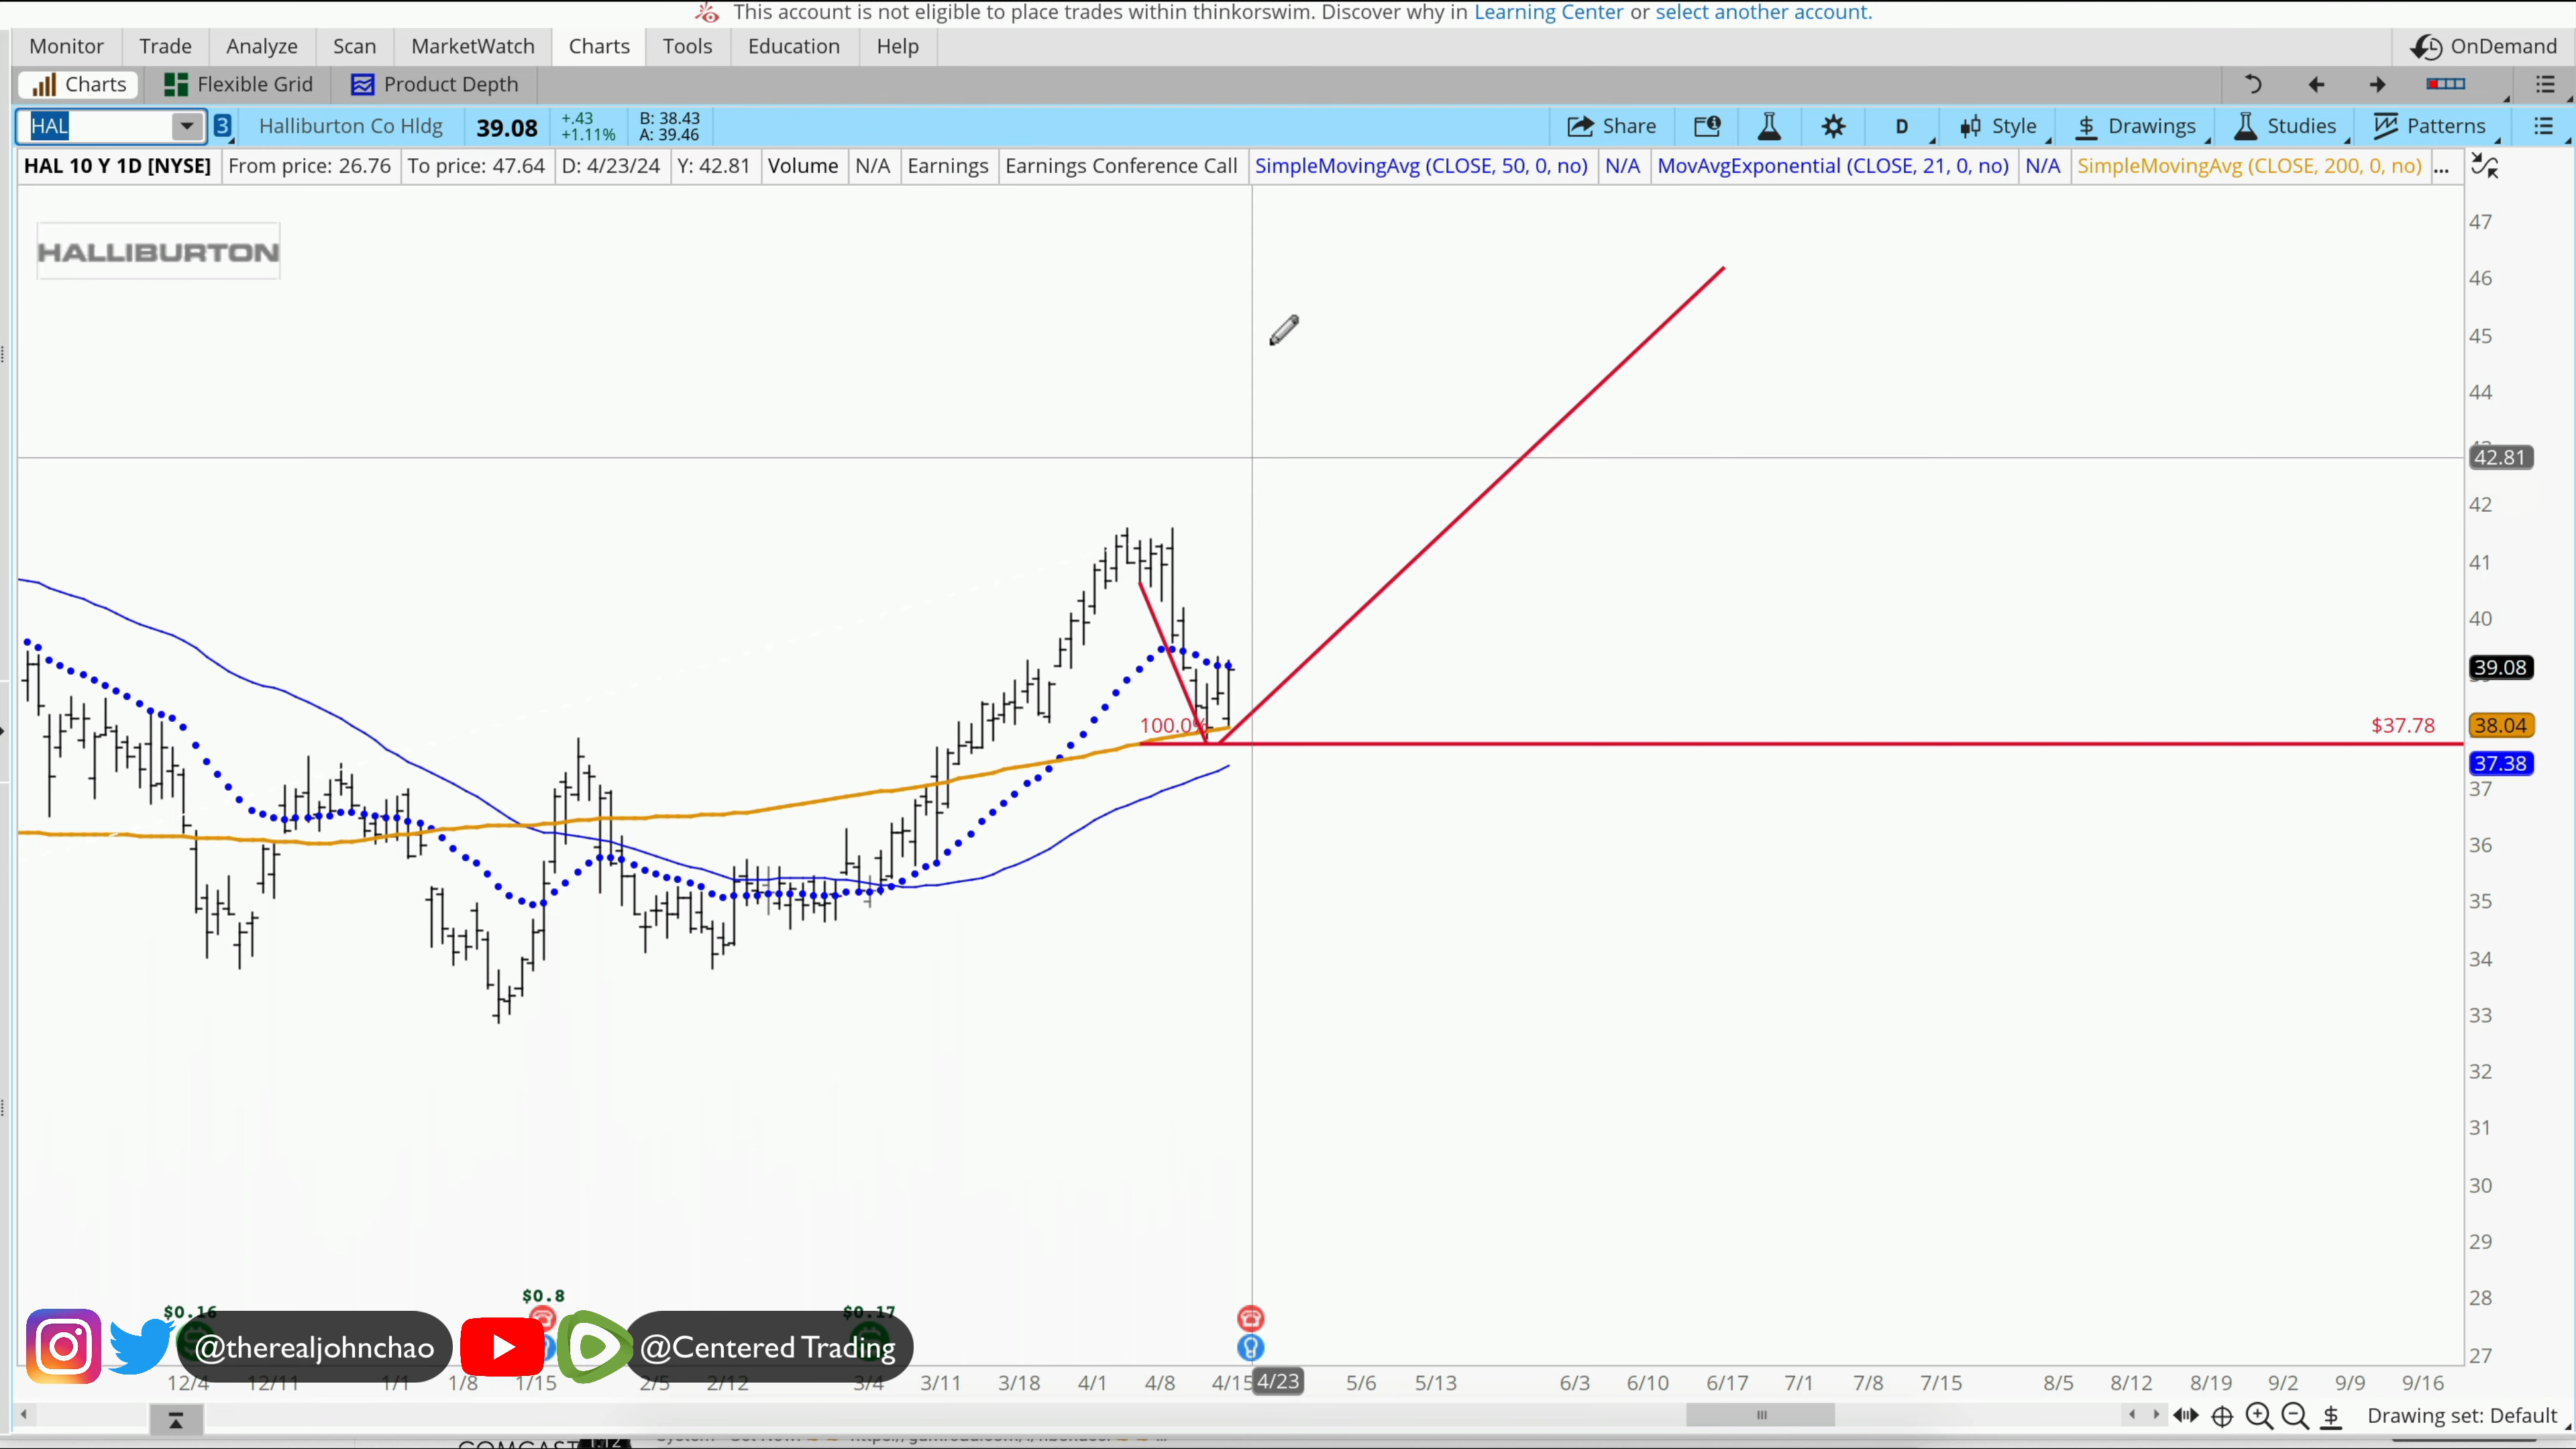 This account is not eligible to place trades within thinkorswim. Discover why in Learning Center or select another account.
Monitor Trade Analyze Scan MarketWatch Charts Tools Education Help OnDemand
Charts Flexible Grid Product Depth
HAL 3 Halliburton Co Hldg 39.08 +.43 B: 38.43 Share D Style $ Drawings Studies Patterns
+1.11% A: 39.46
HAL 10 Y 1D [NYSE] From price: 26.76 To price: 47.64 D: 4/23/24 Y: 42.81 Volume N/A Earnings Earnings Conference Call SimpleMovingAvg (CLOSE, 50, 0, no) N/A MovAvgExponential (CLOSE, 21, 0, no) N/A SimpleMovingAvg (CLOSE, 200, 0, no) ...
47
HALLIBURTON
46
45
44
42.81
42
41
40
39.08
100.0% $37.78 38.04
37.38
37
36
35
34
33
32
31
30
29
28
$0.16 $0.8 $0.17
@therealjohnchao @Centered Trading
27
12/4 12/11 1/1 1/8 1/15 2/5 2/12 3/4 3/11 3/18 4/1 4/8 4/15 4/23 5/6 5/13 6/3 6/10 6/17 7/1 7/8 7/15 8/5 8/12 8/19 9/2 9/9 9/16
$ Drawing set: Default